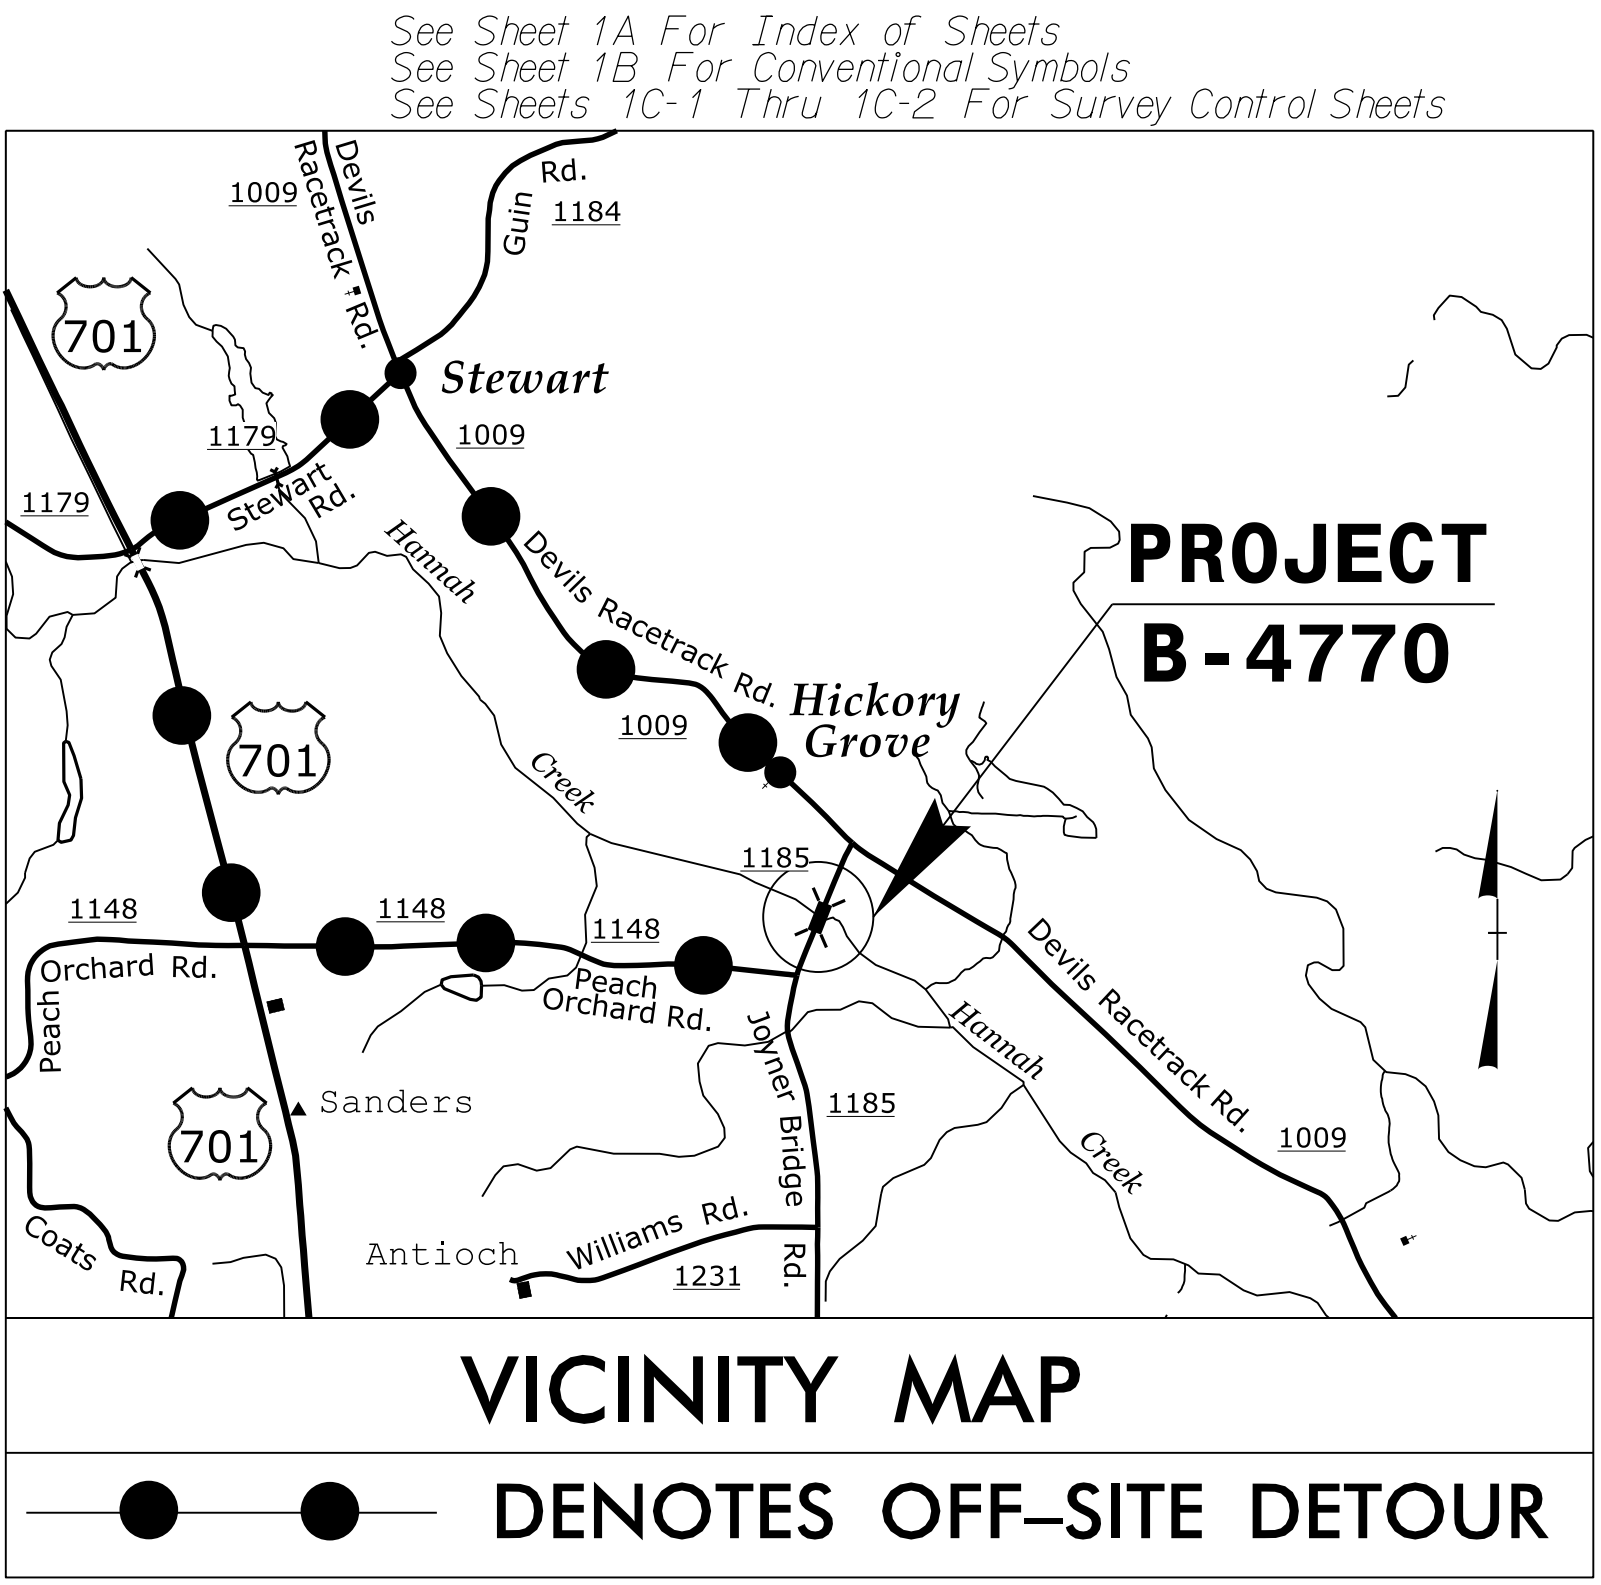 See Sheet 1A For Index of Sheets
See Sheet 1B For Conventional Symbols
See Sheets 1C-1 Thru 1C-2 For Survey Control Sheets
1009
Devils
Racetrack Rd.
Guin Rd.
1184
701
Stewart
1179
1009
1179
Stewart
Rd.
Hannah
Devils Racetrack Rd.
PROJECT
B-4770
Hickory
Grove
1009
701
Creek
1185
1148
1148
1148
Orchard Rd.
Peach
Peach
Orchard Rd.
Devils Racetrack Rd.
Hannah
Joyner Bridge Rd.
Sanders
1185
701
1009
Creek
Coats Rd.
Antioch
Williams Rd.
1231
VICINITY MAP
DENOTES OFF–SITE DETOUR